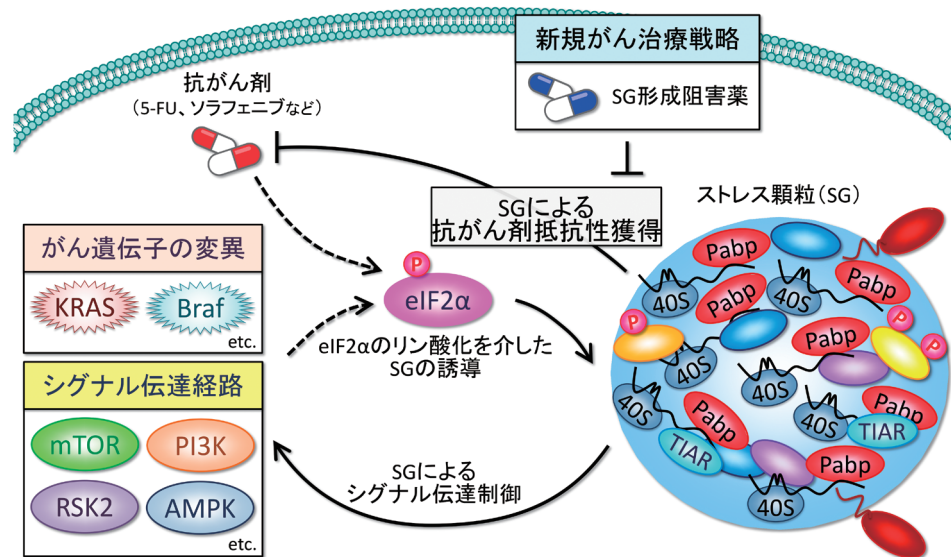 新規がん治療戦略
SG形成阻害薬
抗がん剤
（5-FU、ソラフェニブなど）
SGによる
抗がん剤抵抗性獲得
ストレス顆粒（SG）
がん遺伝子の変異
KRAS
Braf
etc.
シグナル伝達経路
mTOR
PI3K
RSK2
AMPK
etc.
P
eIF2α
eIF2αのリン酸化を介した
SGの誘導
SGによる
シグナル伝達制御
Pabp
Pabp
40S
40S
Pabp
P
P
P
Pabp
40S
40S
40S
Pabp
Pabp
40S
TIAR
TIAR
Pabp
40S